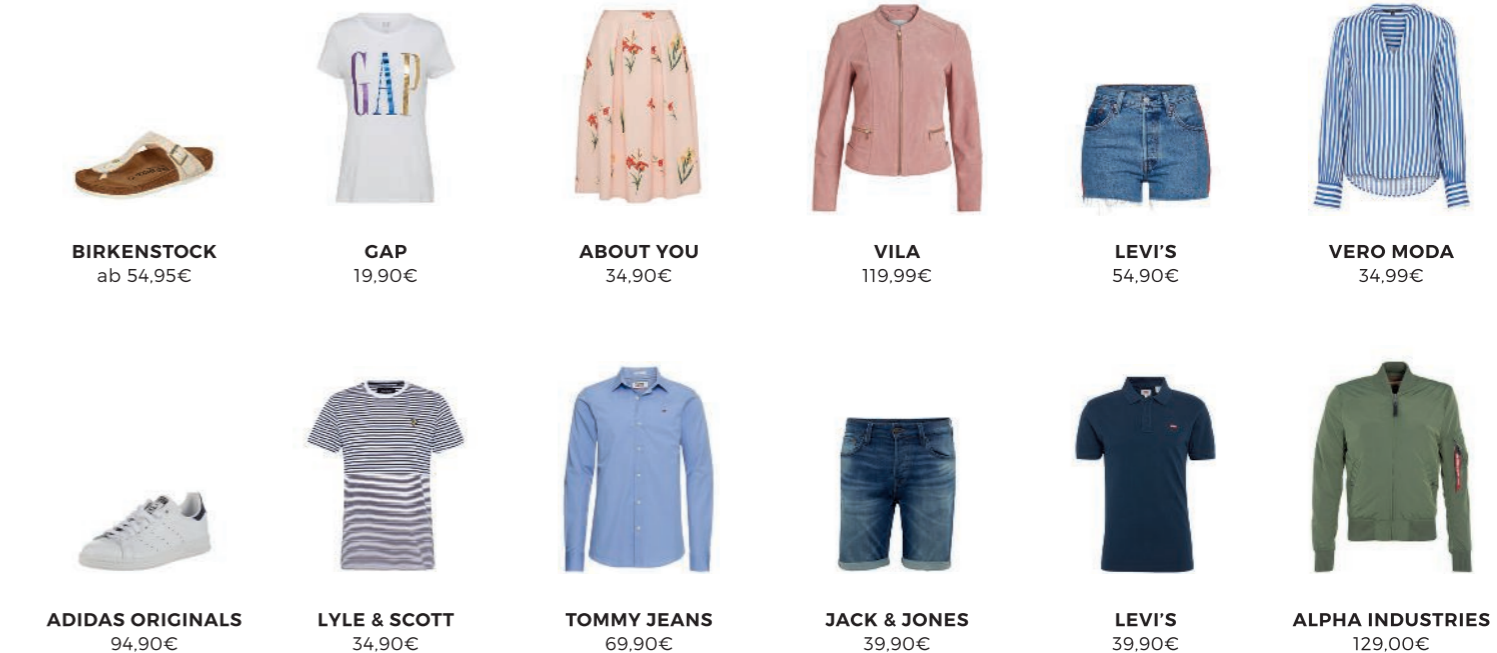 GAP
BIRKENSTOCK
ab 54,95€
GAP
19,90€
ABOUT YOU
34,90€
VILA
119,99€
LEVI'S
54,90€
VERO MODA
34,99€
ADIDAS ORIGINALS
94,90€
LYLE & SCOTT
34,90€
TOMMY JEANS
69,90€
JACK & JONES
39,90€
LEVI'S
39,90€
ALPHA INDUSTRIES
129,00€